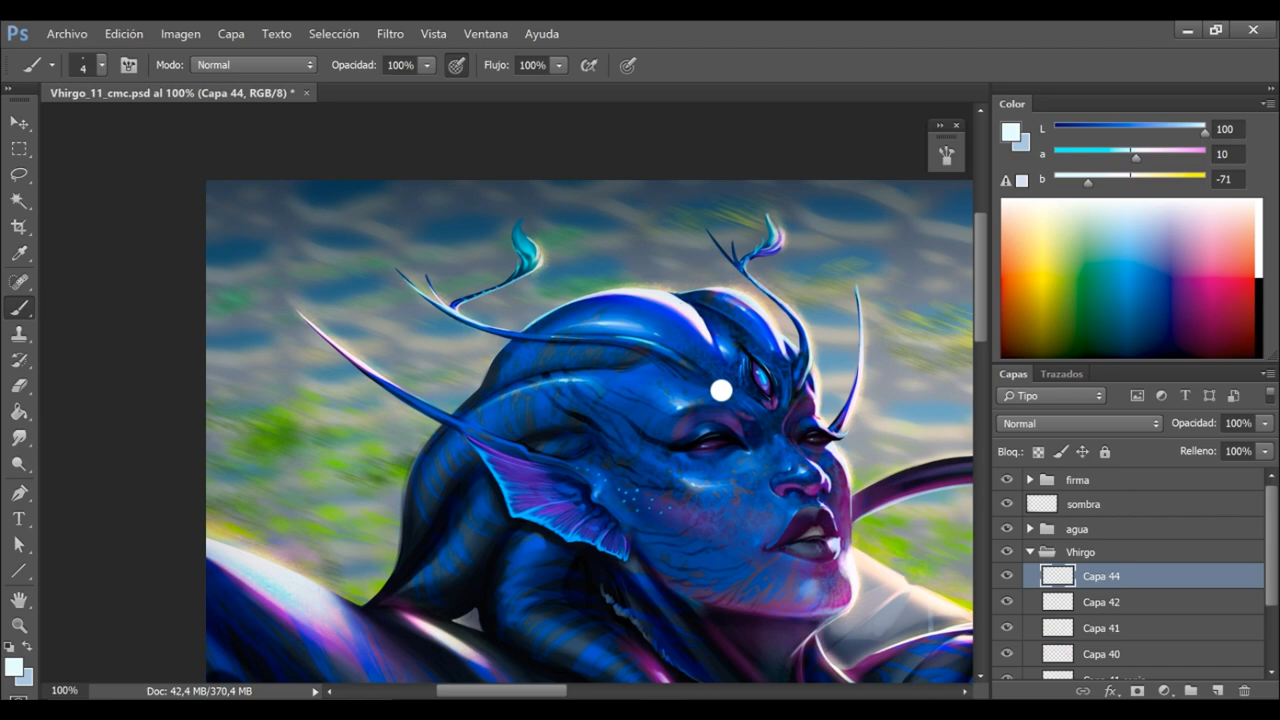 Ps Archivo Edición Imagen Capa Texto Selección Filtro Vista Ventana Ayuda
4 Modo: Normal Opacidad: 100% Flujo: 100%
Vhirgo_11_cmc.psd al 100% (Capa 44, RGB/8) * ×
Color
L 100
a 10
b -71
Capas Trazados
Tipo
Normal Opacidad: 100%
Bloq.: Relleno: 100%
firma
sombra
agua
Vhirgo
Capa 44
Capa 42
Capa 41
Capa 40
100% Doc: 42,4 MB/370,4 MB